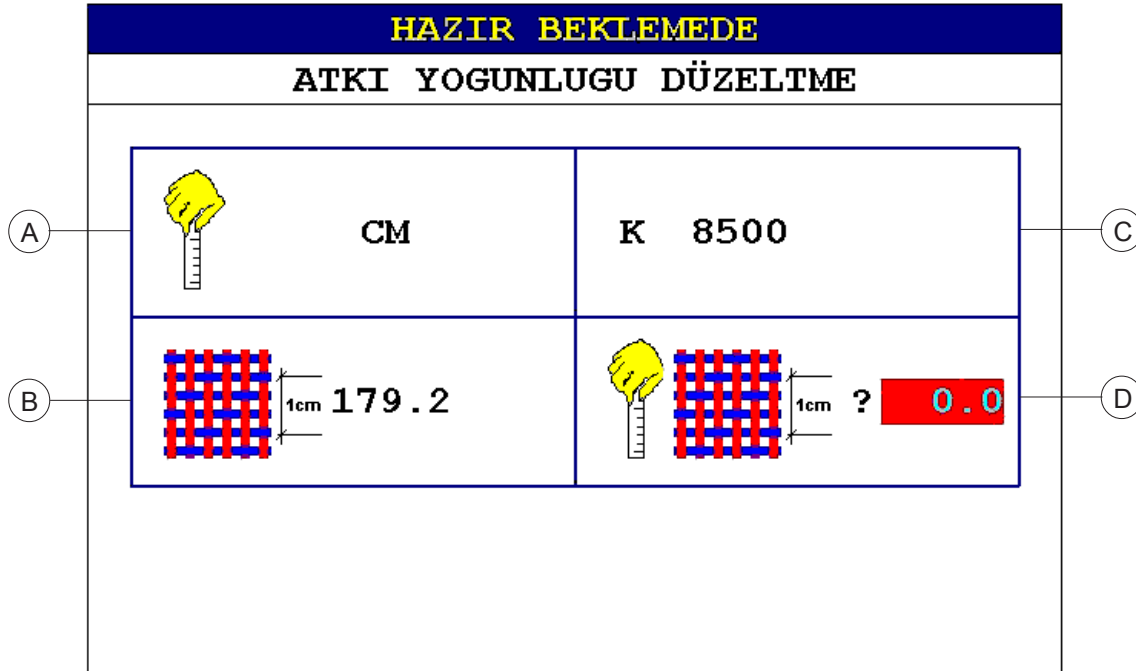 HAZIR BEKLEMEDE
ATKI YOGUNLUGU DÜZELTME
A
CM
K 8500
C
B
1cm 179.2
1cm ? 0.0
D